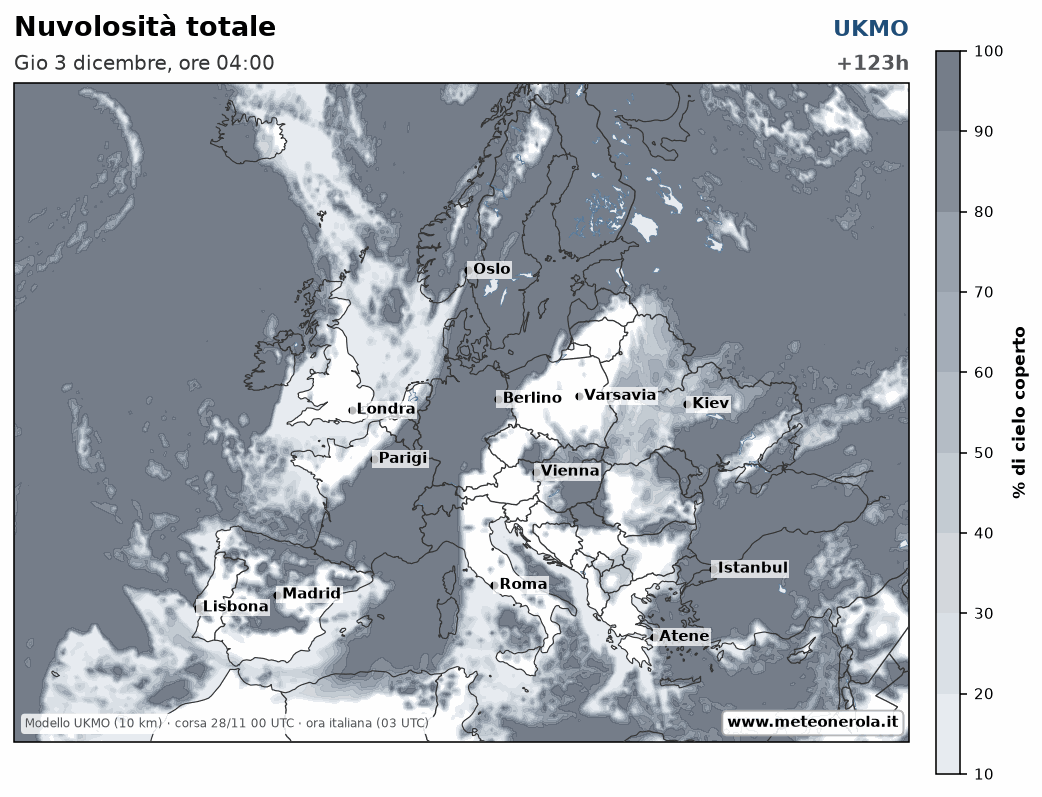 Nuvolosità totale
UKMO
Gio 3 dicembre, ore 04:00
+123h
100
90
80
70
60
50
40
30
20
10
% di cielo coperto
Oslo
Berlino
Varsavia
Kiev
Londra
Parigi
Vienna
Istanbul
Roma
Madrid
Lisbona
Atene
Modello UKMO (10 km) · corsa 28/11 00 UTC · ora italiana (03 UTC)
www.meteonerola.it